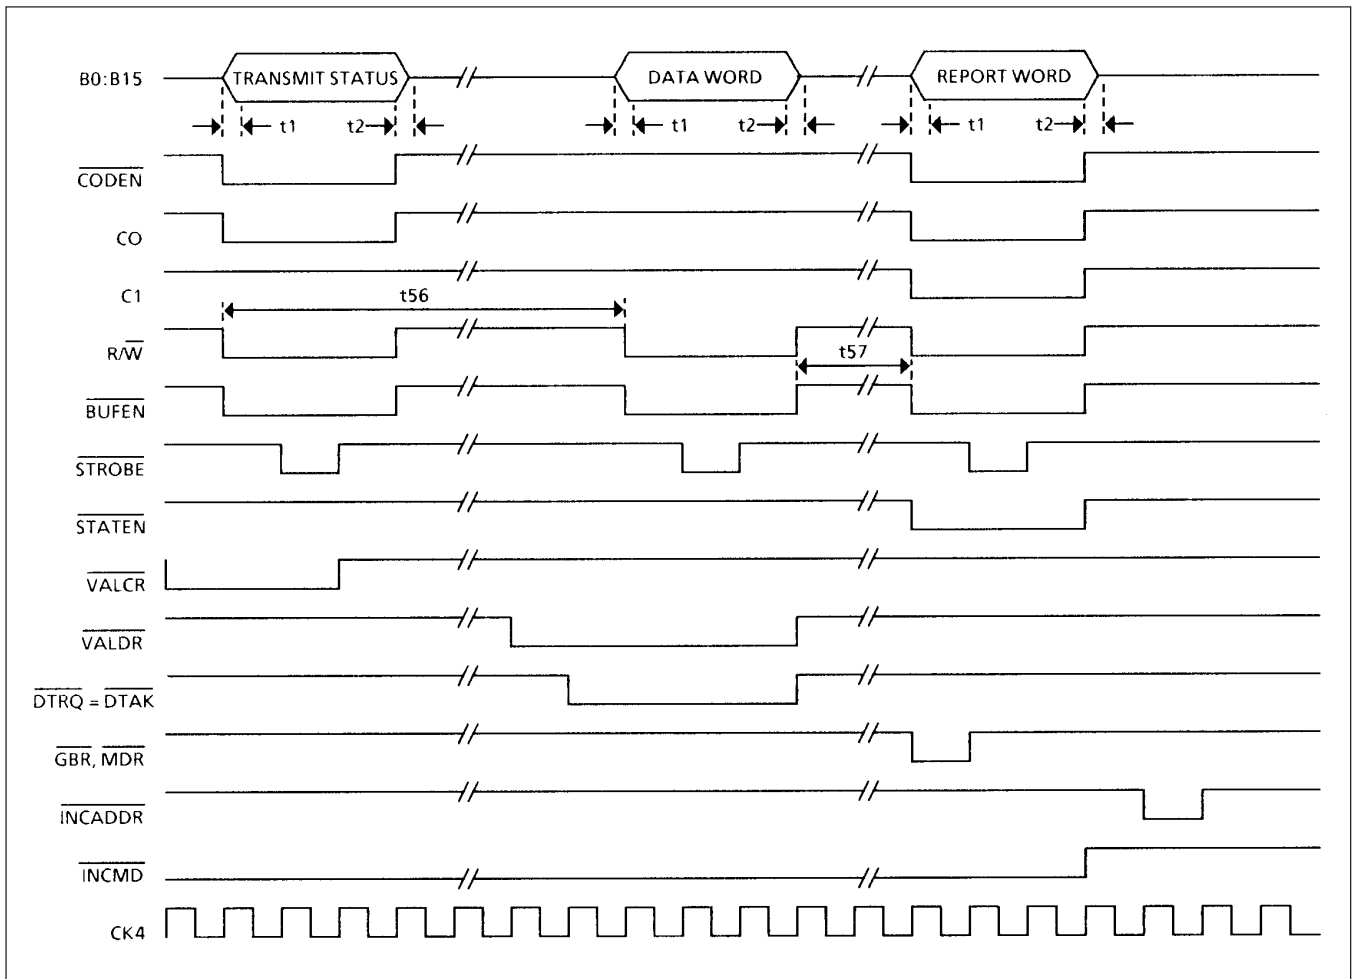 B0:B15 TRANSMIT STATUS DATA WORD REPORT WORD
t1 t2 t1 t2 t1 t2
CODEN
CO
C1
t56
R/W
t57
BUFEN
STROBE
STATEN
VALCR
VALDR
DTRQ = DTAK
GBR, MDR
INCADDR
INCMD
CK4